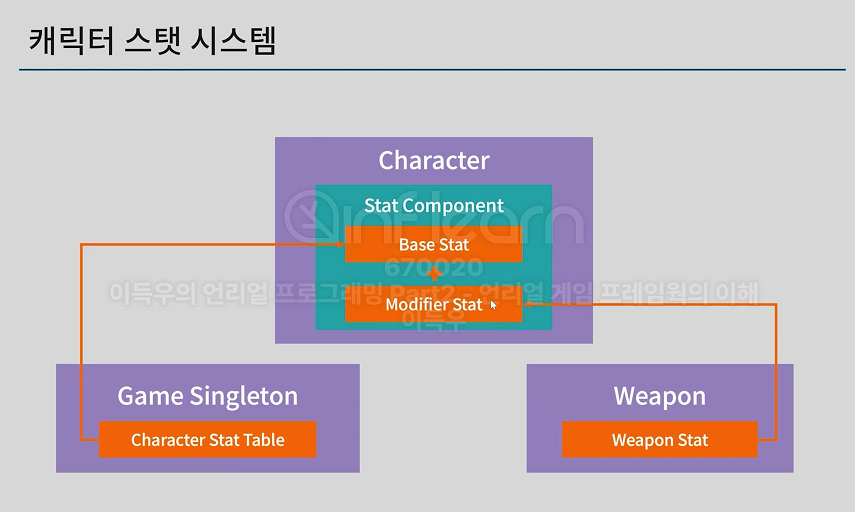 캐릭터 스탯 시스템
Character
Stat Component
inflearn
Base Stat
670020
+
이득우의 언리얼 프로그래밍 Part2 - 언리얼 게임 프레임웍의 이해
Modifier Stat
이득우
Game Singleton
Character Stat Table
Weapon
Weapon Stat